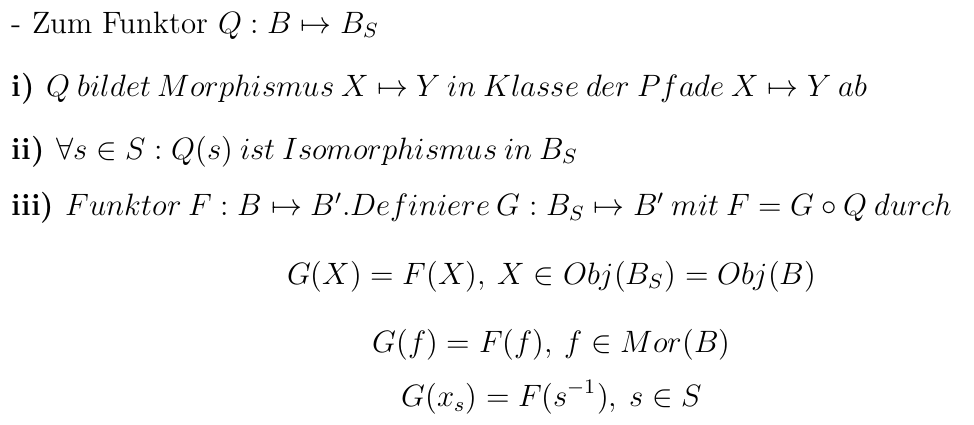 - Zum Funktor Q : B ↦ B_S
i) Q bildet Morphismus X ↦ Y in Klasse der Pfade X ↦ Y ab
ii) ∀s ∈ S : Q(s) ist Isomorphismus in B_S
iii) Funktor F : B ↦ B′.Definiere G : B_S ↦ B′ mit F = G ∘ Q durch
G(X) = F(X), X ∈ Obj(B_S) = Obj(B)
G(f) = F(f), f ∈ Mor(B)
G(x_s) = F(s^{-1}), s ∈ S